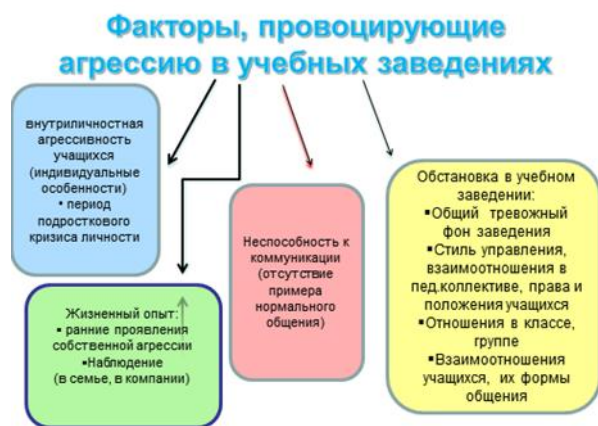 Факторы, провоцирующие
агрессию в учебных заведениях
внутриличностная
агрессивность
учащихся
(индивидуальные
особенности)
• период
подросткового
кризиса личности
Жизненный опыт:
▪ ранние проявления
собственной агрессии
▪Наблюдение
(в семье, в компании)
Неспособность к
коммуникации
(отсутствие
примера
нормального
общения)
Обстановка в учебном
заведении:
▪Общий тревожный
фон заведения
▪Стиль управления,
взаимоотношения в
пед.коллективе, права и
положения учащихся
▪Отношения в классе,
группе
▪Взаимоотношения
учащихся, их формы
общения